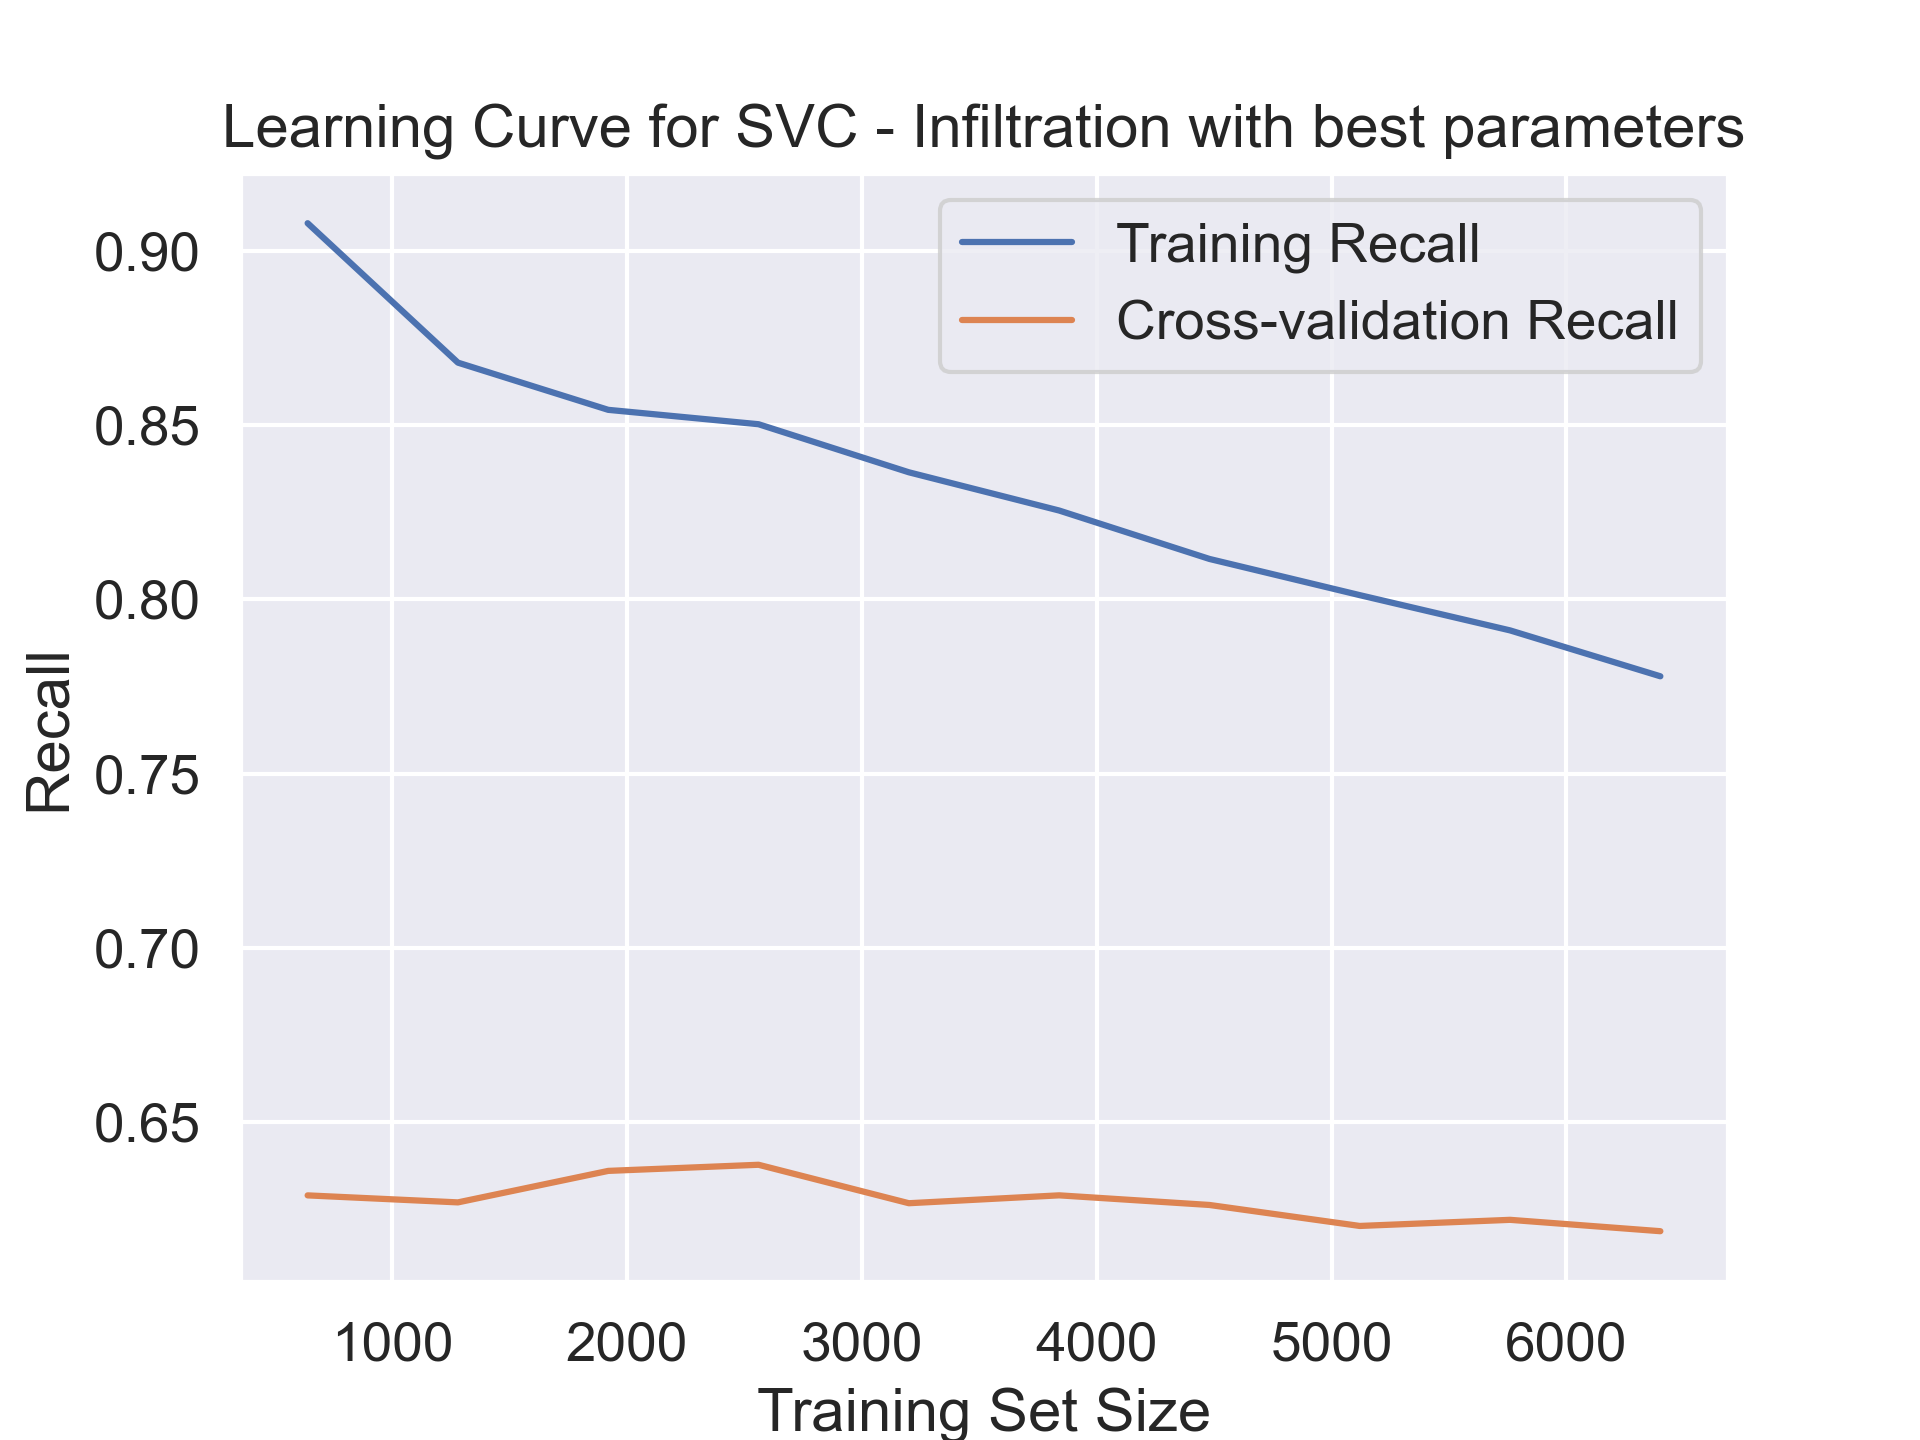 Learning Curve for SVC - Infiltration with best parameters
Training Recall
Cross-validation Recall
0.90
0.85
0.80
0.75
0.70
0.65
Recall
1000 2000 3000 4000 5000 6000
Training Set Size